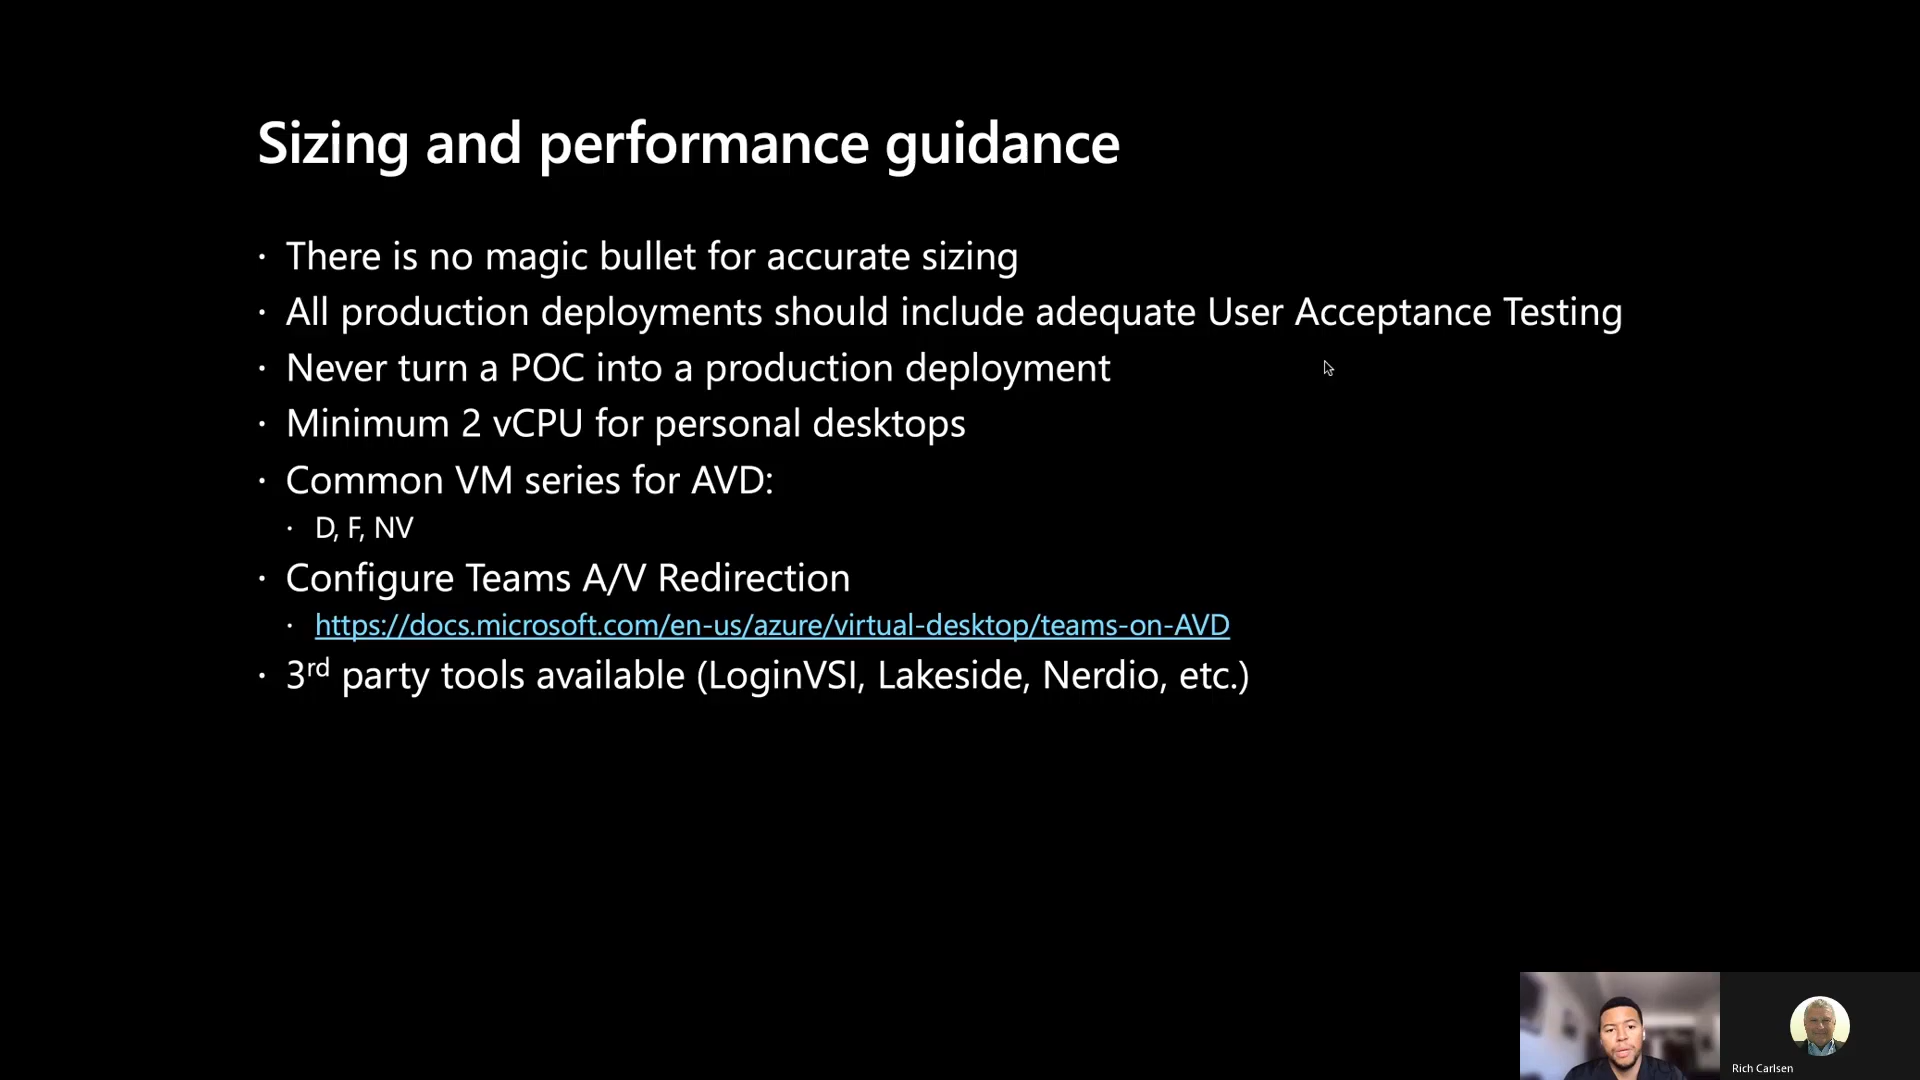 Sizing and performance guidance
· There is no magic bullet for accurate sizing
· All production deployments should include adequate User Acceptance Testing
· Never turn a POC into a production deployment
· Minimum 2 vCPU for personal desktops
· Common VM series for AVD:
· D, F, NV
· Configure Teams A/V Redirection
· https://docs.microsoft.com/en-us/azure/virtual-desktop/teams-on-AVD
· 3rd party tools available (LoginVSI, Lakeside, Nerdio, etc.)
Rich Carlsen